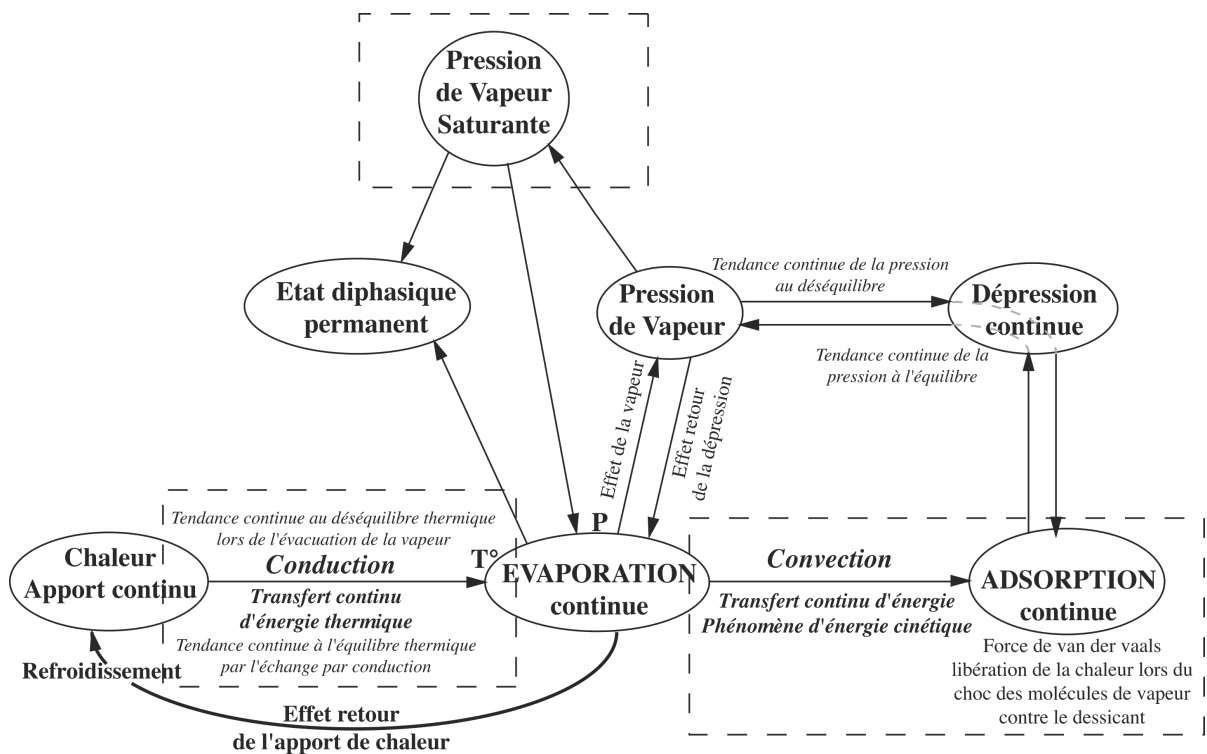 Pression
de Vapeur
Saturante
Etat diphasique
permanent
Pression
de Vapeur
Tendance continue de la pression
au déséquilibre
Dépression
continue
Tendance continue de la
pression à l'équilibre
Effet de la vapeur
Effet retour
de la dépression
Tendance continue au déséquilibre thermique
lors de l'évacuation de la vapeur
Chaleur
Apport continu
Conduction
Transfert continu
d'énergie thermique
Tendance continue à l'équilibre thermique
par l'échange par conduction
T°
P
EVAPORATION
continue
Convection
Transfert continu d'énergie
Phénomène d'énergie cinétique
ADSORPTION
continue
Force de van der vaals
libération de la chaleur lors du
choc des molécules de vapeur
contre le dessicant
Refroidissement
Effet retour
de l'apport de chaleur